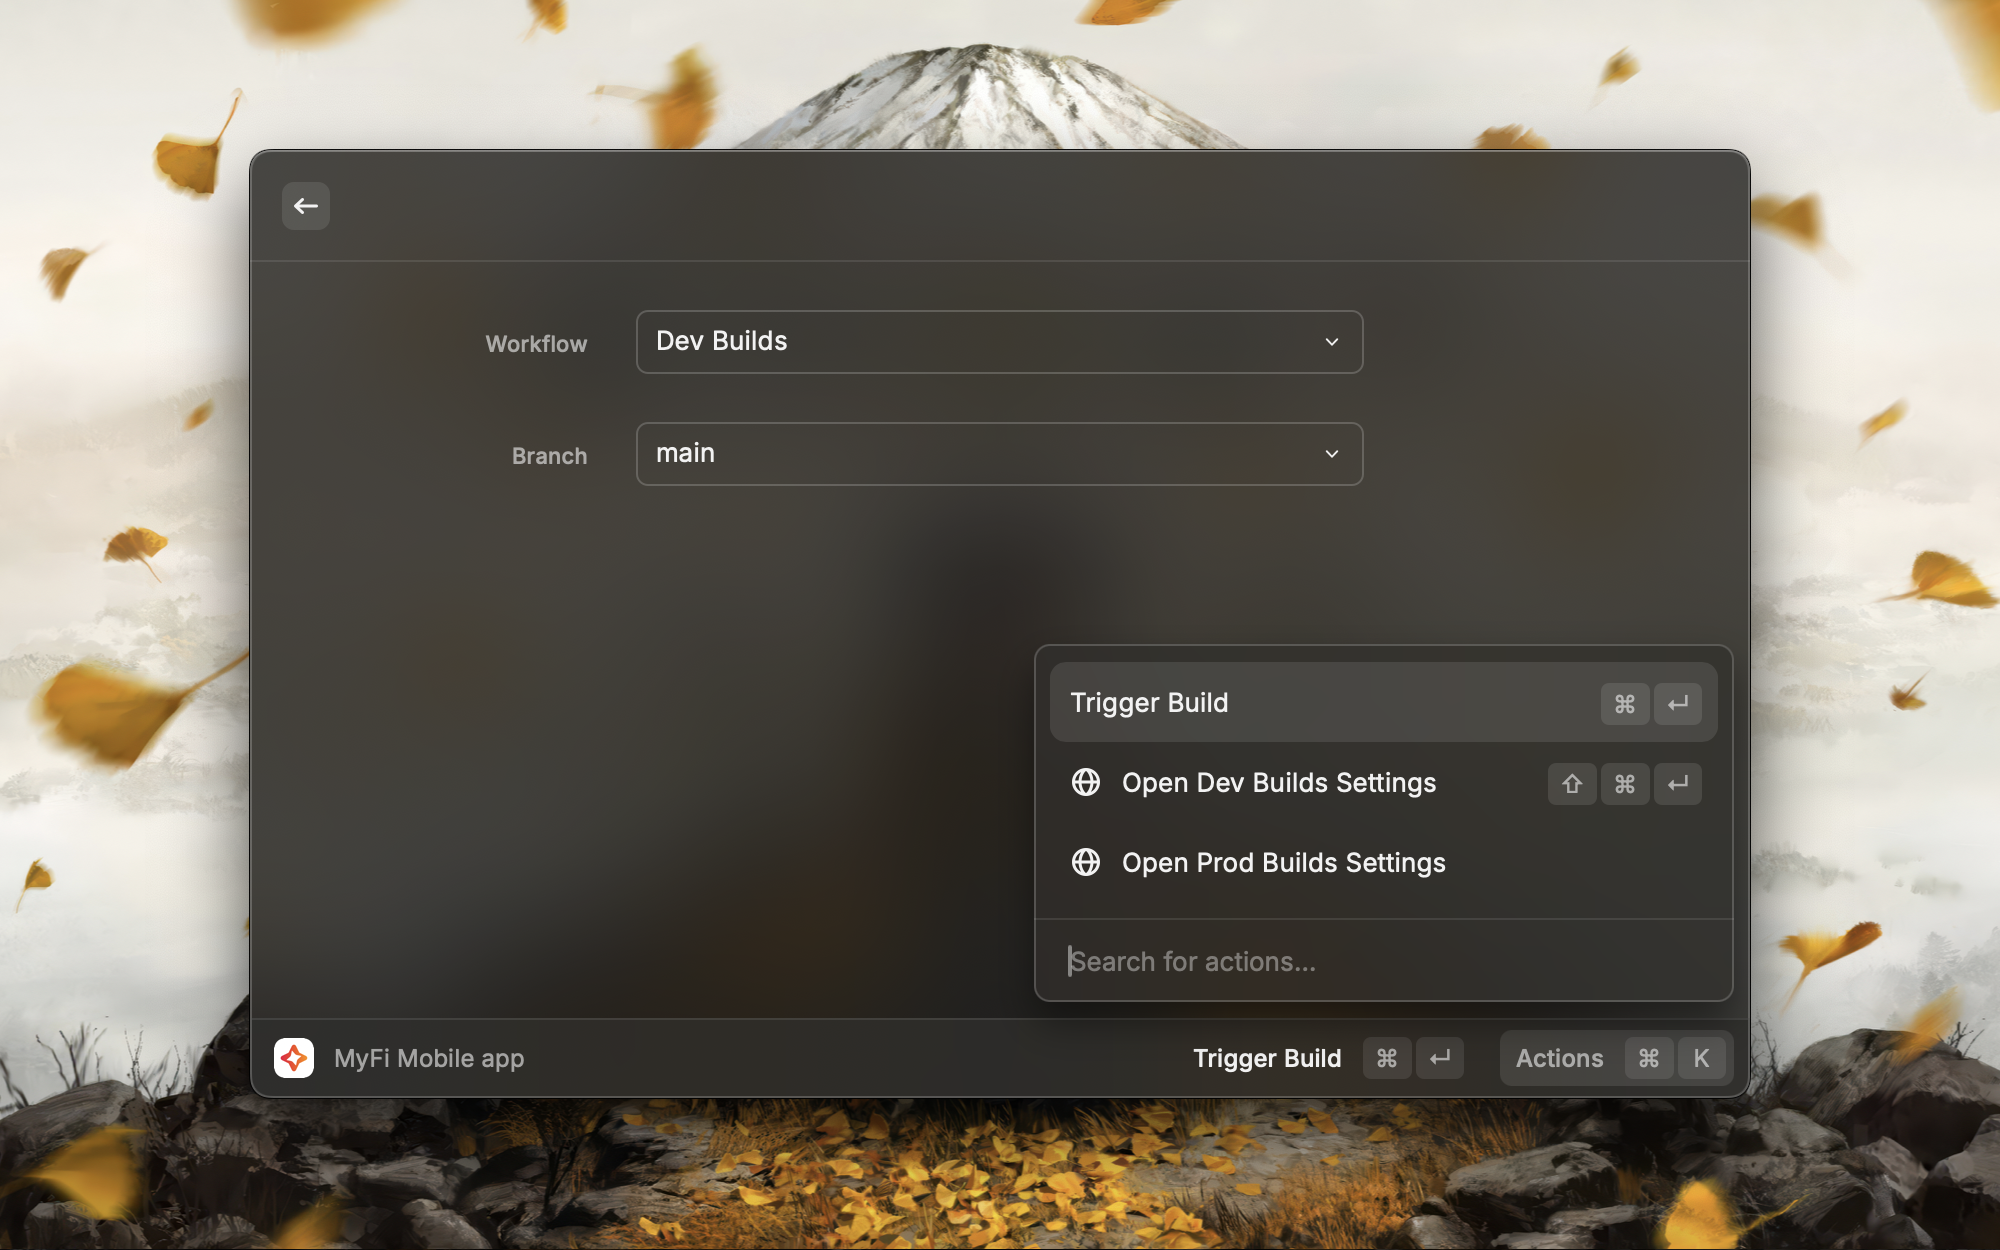 Workflow
Dev Builds
Branch
main
Trigger Build ⌘ ↵
Open Dev Builds Settings ⇧ ⌘ ↵
Open Prod Builds Settings
Search for actions...
MyFi Mobile app
Trigger Build ⌘ ↵
Actions ⌘ K